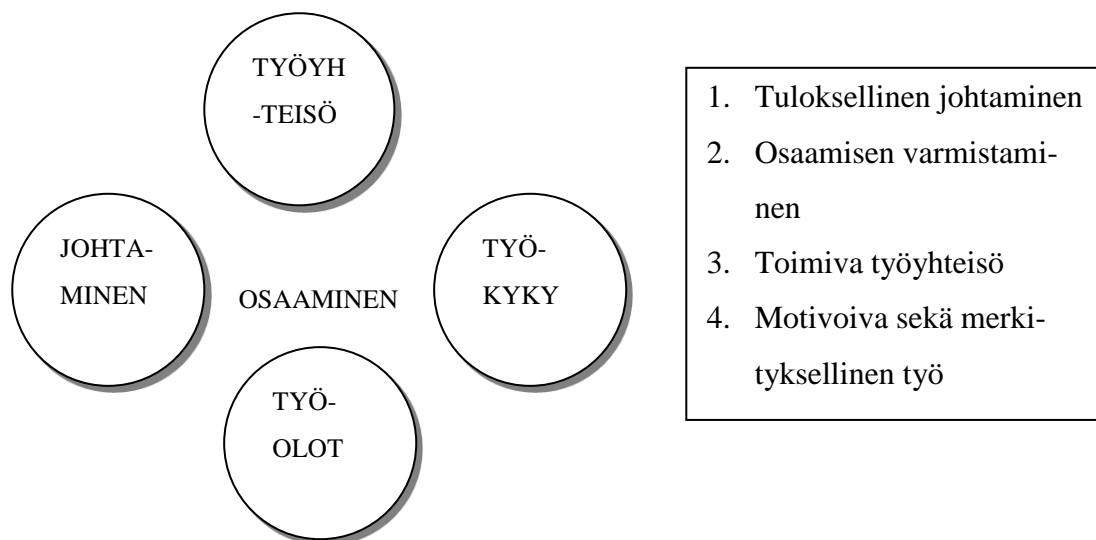 TYÖYH
-TEISÖ
JOHTA-
MINEN
OSAAMINEN
TYÖ-
KYKY
TYÖ-
OLOT
1. Tuloksellinen johtaminen
2. Osaamisen varmistami-
nen
3. Toimiva työyhteisö
4. Motivoiva sekä merki-
tyksellinen työ